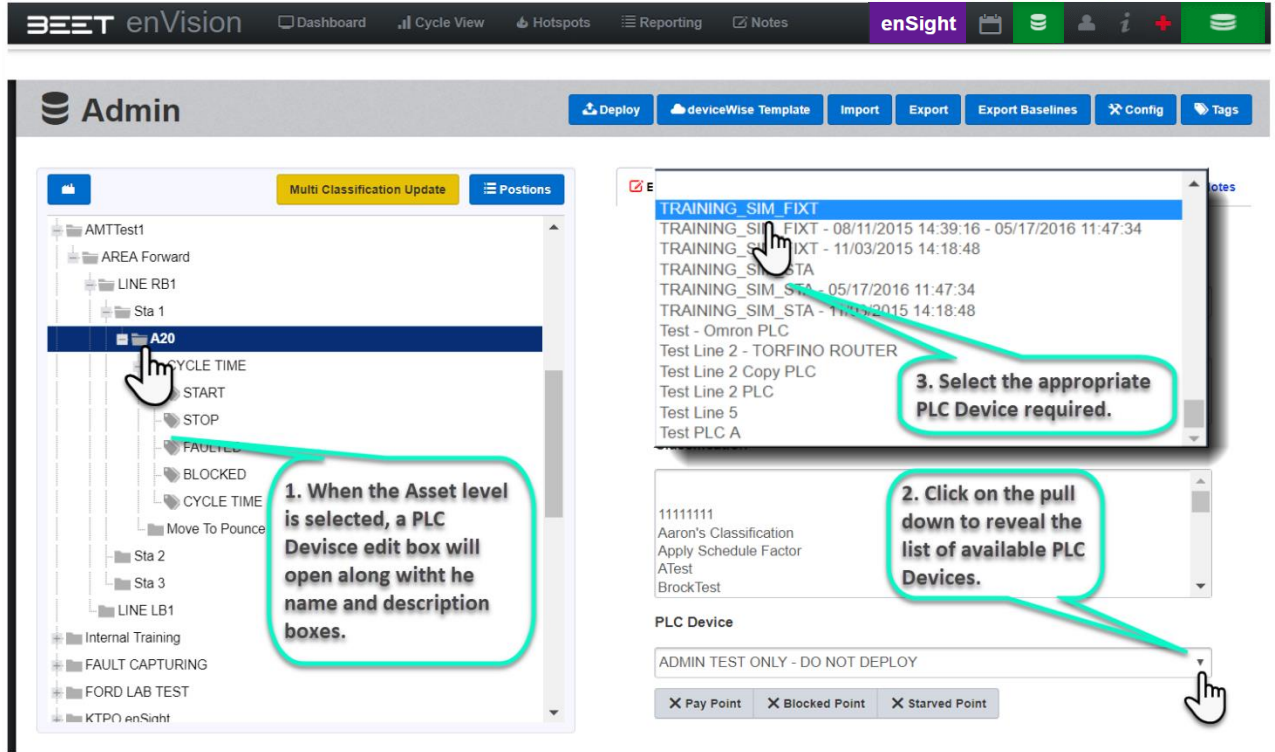 BEET enVision Dashboard Cycle View Hotspots Reporting Notes enSight
Admin
Deploy deviceWise Template Import Export Export Baselines Config Tags
Multi Classification Update Postions
AMTTest1
AREA Forward
LINE RB1
Sta 1
A20
CYCLE TIME
START
STOP
FAULTED
BLOCKED
CYCLE TIME
Move To Pounce
Sta 2
Sta 3
LINE LB1
Internal Training
FAULT CAPTURING
FORD LAB TEST
KTPO enSight
1. When the Asset level
is selected, a PLC
Devisce edit box will
open along witht he
name and description
boxes.
TRAINING_SIM_FIXT
TRAINING_SIM_FIXT - 08/11/2015 14:39:16 - 05/17/2016 11:47:34
TRAINING_SIM_FIXT - 11/03/2015 14:18:48
TRAINING_SIM_STA
TRAINING_SIM_STA - 05/17/2016 11:47:34
TRAINING_SIM_STA - 11/03/2015 14:18:48
Test - Omron PLC
Test Line 2 - TORFINO ROUTER
Test Line 2 Copy PLC
Test Line 2 PLC
Test Line 5
Test PLC A
3. Select the appropriate
PLC Device required.
11111111
Aaron's Classification
Apply Schedule Factor
ATest
BrockTest
2. Click on the pull
down to reveal the
list of available PLC
Devices.
PLC Device
ADMIN TEST ONLY - DO NOT DEPLOY
Pay Point Blocked Point Starved Point